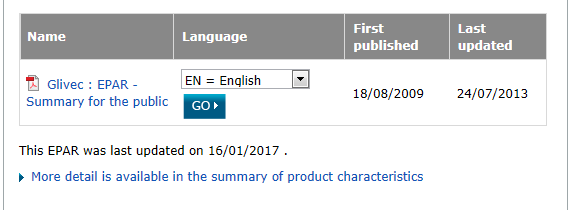 Name Language First published Last updated
Glivec : EPAR - Summary for the public EN = English GO 18/08/2009 24/07/2013
This EPAR was last updated on 16/01/2017 .
More detail is available in the summary of product characteristics